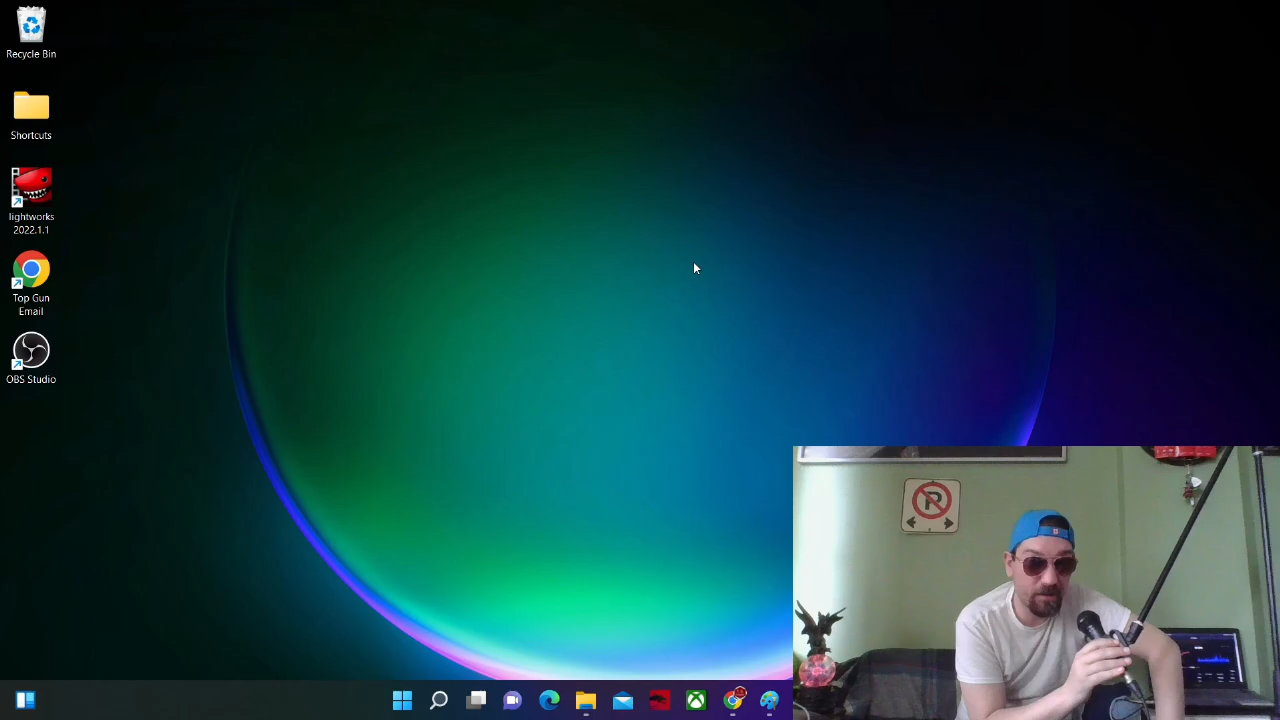 Recycle Bin
Shortcuts
lightworks
2022.1.1
Top Gun
Email
OBS Studio
P